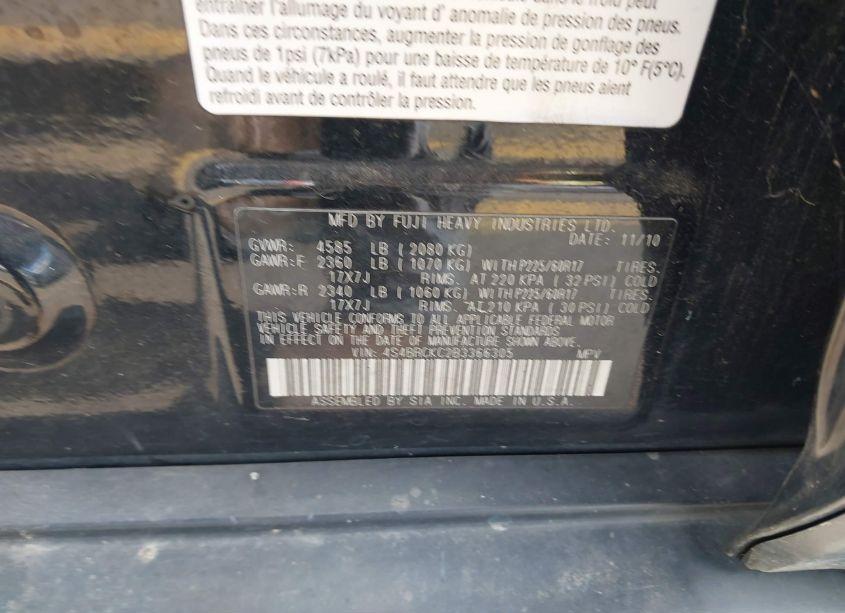 entraîner l'allumage du voyant d' anomalie de pression des pneus.
Dans ces circonstances, augmenter la pression de gonflage des
pneus de 1psi (7kPa) pour une baisse de température de 10° F(5°C).
Quand le véhicule a roulé, il faut attendre que les pneus aient
refroidi avant de contrôler la pression.
MFD BY FUJI HEAVY INDUSTRIES LTD.
DATE: 11/10
GVWR: 4585 LB ( 2080 KG)
GAWR:F 2360 LB ( 1070 KG) WITH P225/60R17 TIRES.
17X7J RIMS. AT 220 KPA ( 32 PSI) COLD
GAWR:R 2340 LB ( 1060 KG) WITH P225/60R17 TIRES.
17X7J RIMS. AT 210 KPA ( 30 PSI) COLD
THIS VEHICLE CONFORMS TO ALL APPLICABLE FEDERAL MOTOR
VEHICLE SAFETY AND THEFT PREVENTION STANDARDS
IN EFFECT ON THE DATE OF MANUFACTURE SHOWN ABOVE.
VIN: 4S4BRCKC2B3366305 MPV
ASSEMBLED BY SIA INC. MADE IN U.S.A.